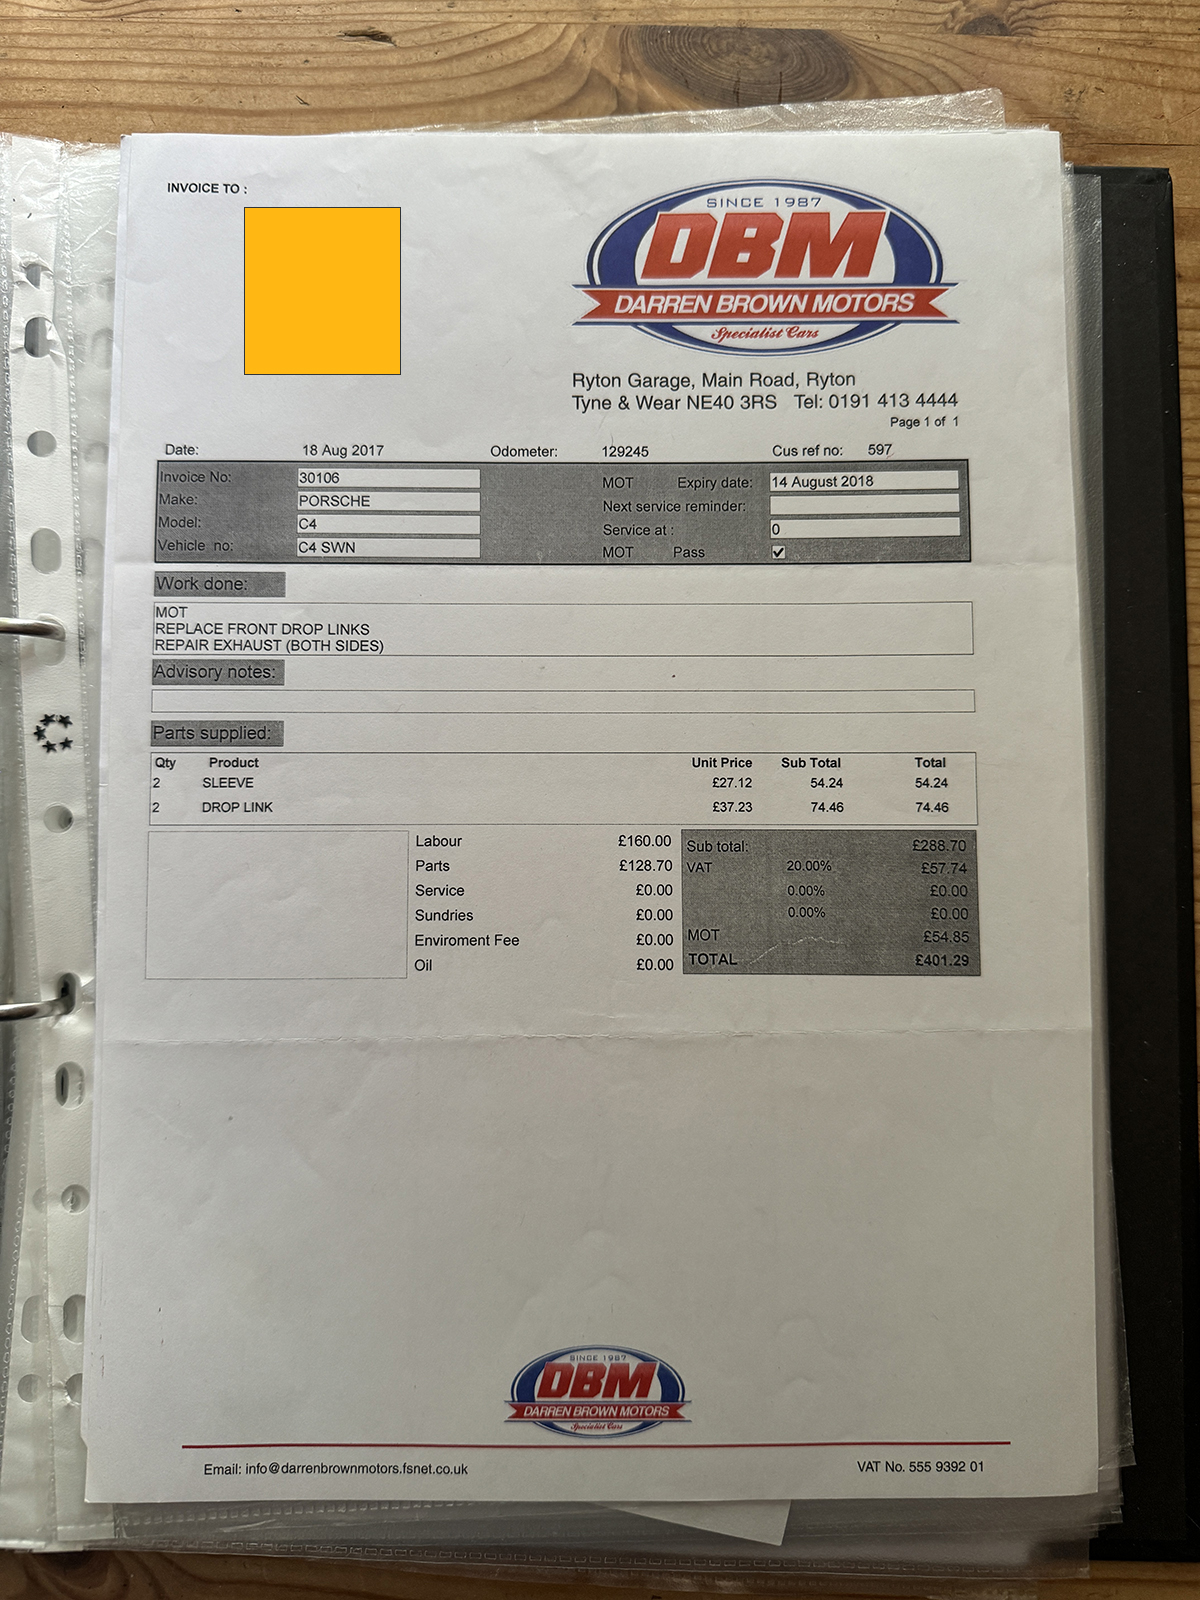 INVOICE TO :
SINCE 1987
DBM
DARREN BROWN MOTORS
Specialist Cars
Ryton Garage, Main Road, Ryton
Tyne & Wear NE40 3RS Tel: 0191 413 4444
Page 1 of 1
Date: 18 Aug 2017 Odometer: 129245 Cus ref no: 597
Invoice No: 30106 MOT Expiry date: 14 August 2018
Make: PORSCHE Next service reminder:
Model: C4 Service at : 0
Vehicle no: C4 SWN MOT Pass
Work done:
MOT
REPLACE FRONT DROP LINKS
REPAIR EXHAUST (BOTH SIDES)
Advisory notes:
Parts supplied:
Qty Product Unit Price Sub Total Total
2 SLEEVE £27.12 54.24 54.24
2 DROP LINK £37.23 74.46 74.46
Labour £160.00 Sub total: £288.70
Parts £128.70 VAT 20.00% £57.74
Service £0.00 0.00% £0.00
Sundries £0.00 0.00% £0.00
Enviroment Fee £0.00 MOT £54.85
Oil £0.00 TOTAL £401.29
SINCE 1987
DBM
DARREN BROWN MOTORS
Specialist Cars
Email: info@darrenbrownmotors.fsnet.co.uk VAT No. 555 9392 01